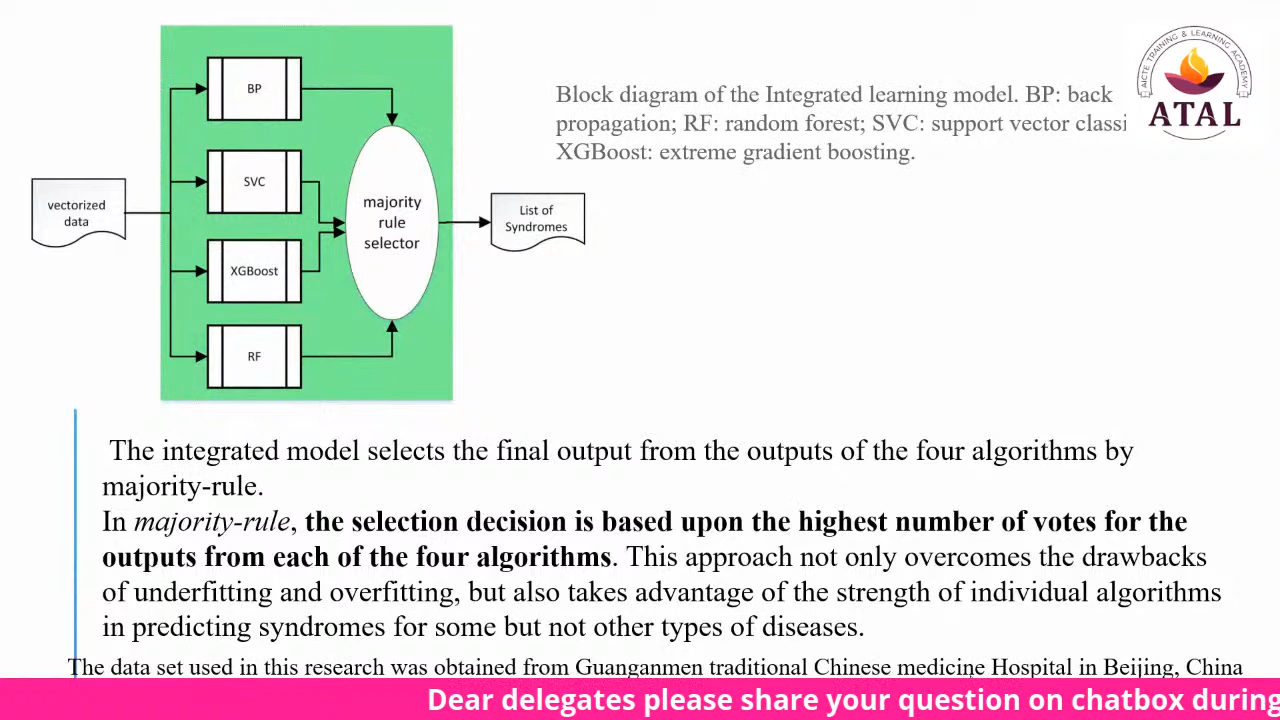 BP
SVC
XGBoost
RF
vectorized
data
majority
rule
selector
List of
Syndromes
Block diagram of the Integrated learning model. BP: back
propagation; RF: random forest; SVC: support vector classi
XGBoost: extreme gradient boosting.
AICTE TRAINING & LEARNING ACADEMY
ATAL
The integrated model selects the final output from the outputs of the four algorithms by
majority-rule.
In majority-rule, the selection decision is based upon the highest number of votes for the
outputs from each of the four algorithms. This approach not only overcomes the drawbacks
of underfitting and overfitting, but also takes advantage of the strength of individual algorithms
in predicting syndromes for some but not other types of diseases.
The data set used in this research was obtained from Guanganmen traditional Chinese medicine Hospital in Beijing, China
Dear delegates please share your question on chatbox during